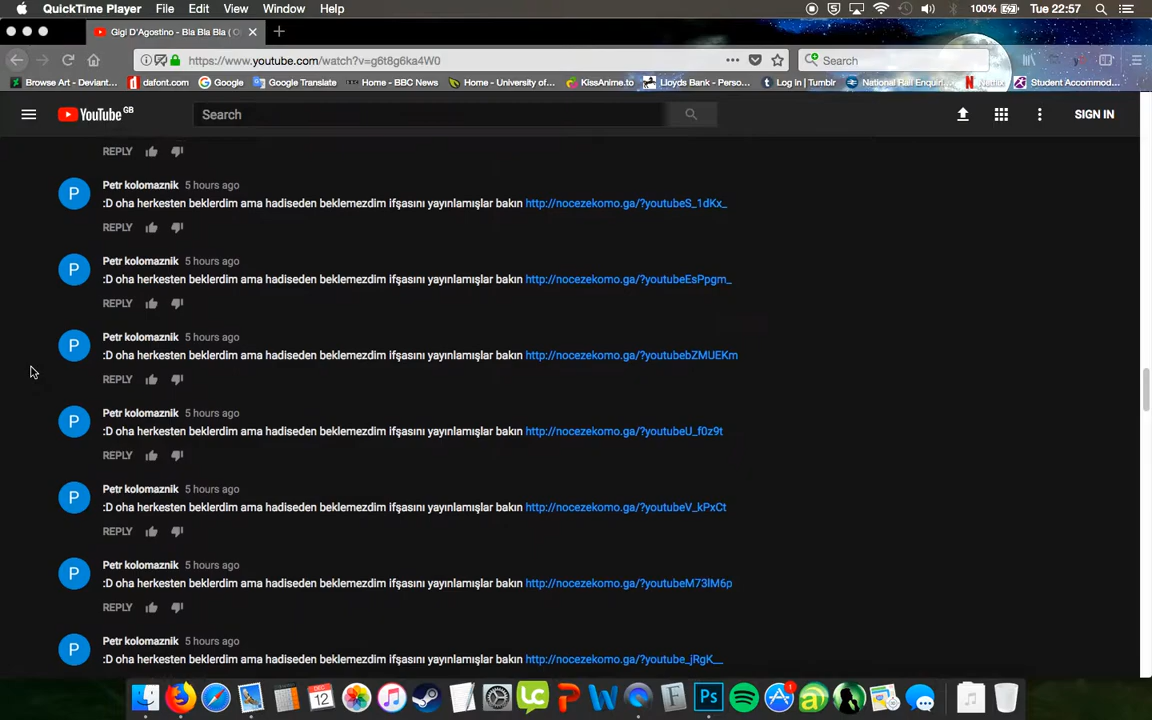 QuickTime Player File Edit View Window Help 100% Tue 22:57
Gigi D'Agostino - Bla Bla Bla ( O
https://www.youtube.com/watch?v=g6t8g6ka4W0 Search
Browse Art - Deviant... dafont.com Google Google Translate Home - BBC News Home - University of... KissAnime.to Lloyds Bank - Perso... Log in | Tumblr National Rail Enquiri... Netflix Student Accommod...
YouTube GB Search SIGN IN
REPLY
P Petr kolomaznik 5 hours ago
:D oha herkesten beklerdim ama hadiseden beklemezdim ifşasını yayınlamışlar bakın http://nocezekomo.ga/?youtubeS_1dKx_
REPLY
P Petr kolomaznik 5 hours ago
:D oha herkesten beklerdim ama hadiseden beklemezdim ifşasını yayınlamışlar bakın http://nocezekomo.ga/?youtubeEsPpgm_
REPLY
P Petr kolomaznik 5 hours ago
:D oha herkesten beklerdim ama hadiseden beklemezdim ifşasını yayınlamışlar bakın http://nocezekomo.ga/?youtubebZMUEKm
REPLY
P Petr kolomaznik 5 hours ago
:D oha herkesten beklerdim ama hadiseden beklemezdim ifşasını yayınlamışlar bakın http://nocezekomo.ga/?youtubeU_f0z9t
REPLY
P Petr kolomaznik 5 hours ago
:D oha herkesten beklerdim ama hadiseden beklemezdim ifşasını yayınlamışlar bakın http://nocezekomo.ga/?youtubeV_kPxCt
REPLY
P Petr kolomaznik 5 hours ago
:D oha herkesten beklerdim ama hadiseden beklemezdim ifşasını yayınlamışlar bakın http://nocezekomo.ga/?youtubeM73IM6p
REPLY
P Petr kolomaznik 5 hours ago
:D oha herkesten beklerdim ama hadiseden beklemezdim ifşasını yayınlamışlar bakın http://nocezekomo.ga/?youtube_jRgK__
DEC 12 UC P W F Ps 1